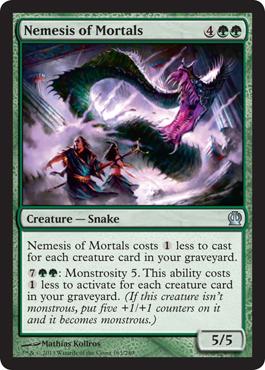 Nemesis of Mortals 4
Creature — Snake
Nemesis of Mortals costs 1 less to cast
for each creature card in your graveyard.
7: Monstrosity 5. This ability costs
1 less to activate for each creature card
in your graveyard. (If this creature isn't
monstrous, put five +1/+1 counters on it
and it becomes monstrous.)
5/5
Mathias Kollros
™ & © 2013 Wizards of the Coast 163/249